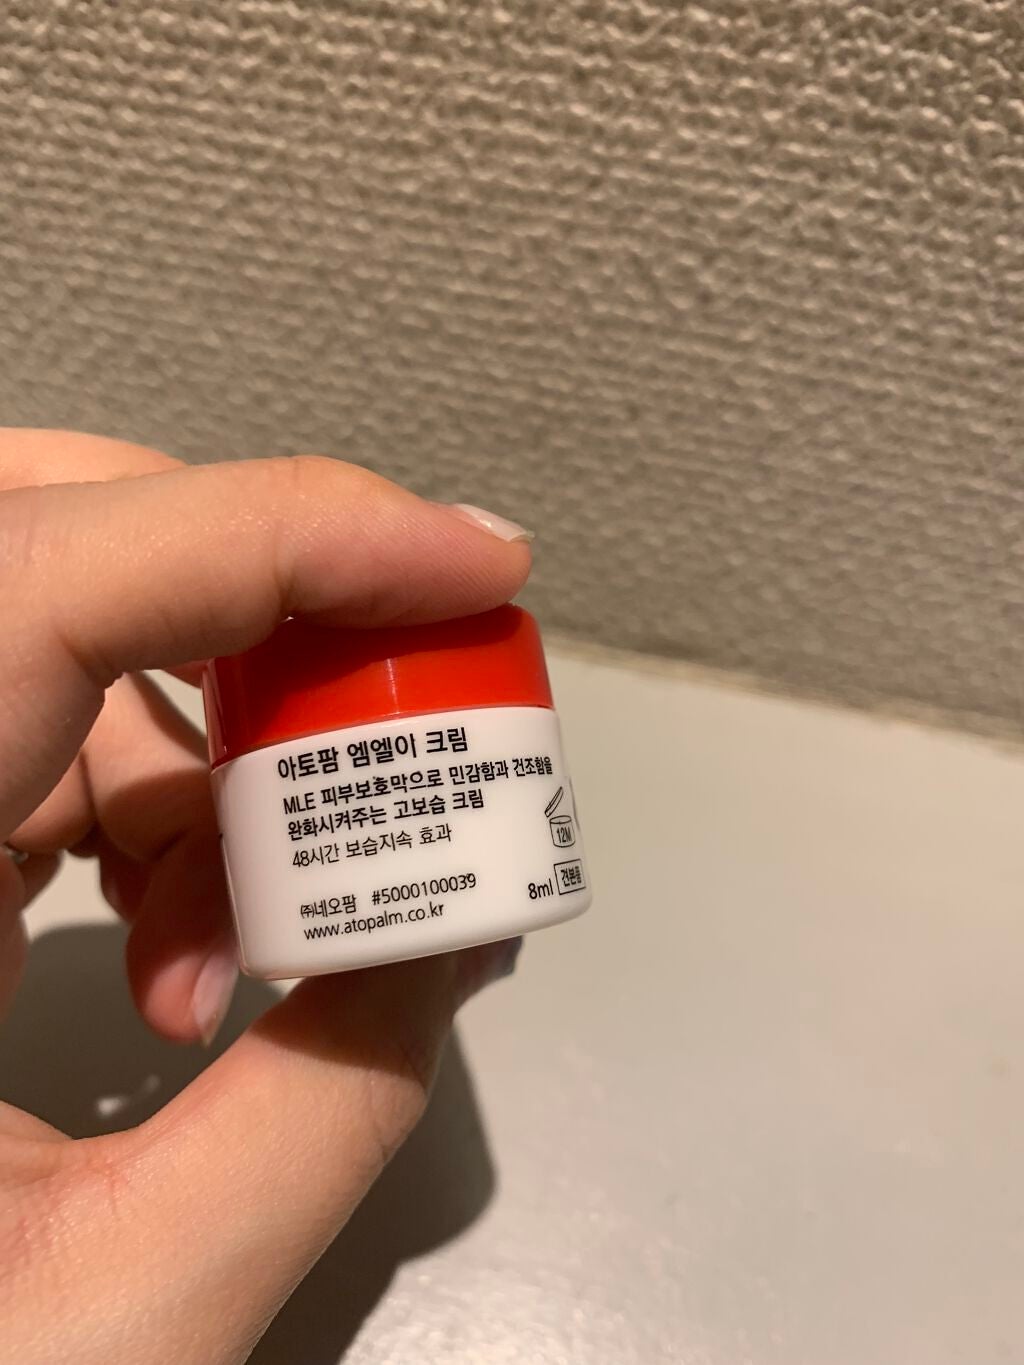 아토팜 엠엘이 크림
MLE 피부보호막으로 민감함과 건조함을
완화시켜주는 고보습 크림
48시간 보습지속 효과
㈜네오팜 #5000100039
www.atopalm.co.kr
12M
8ml 견본품